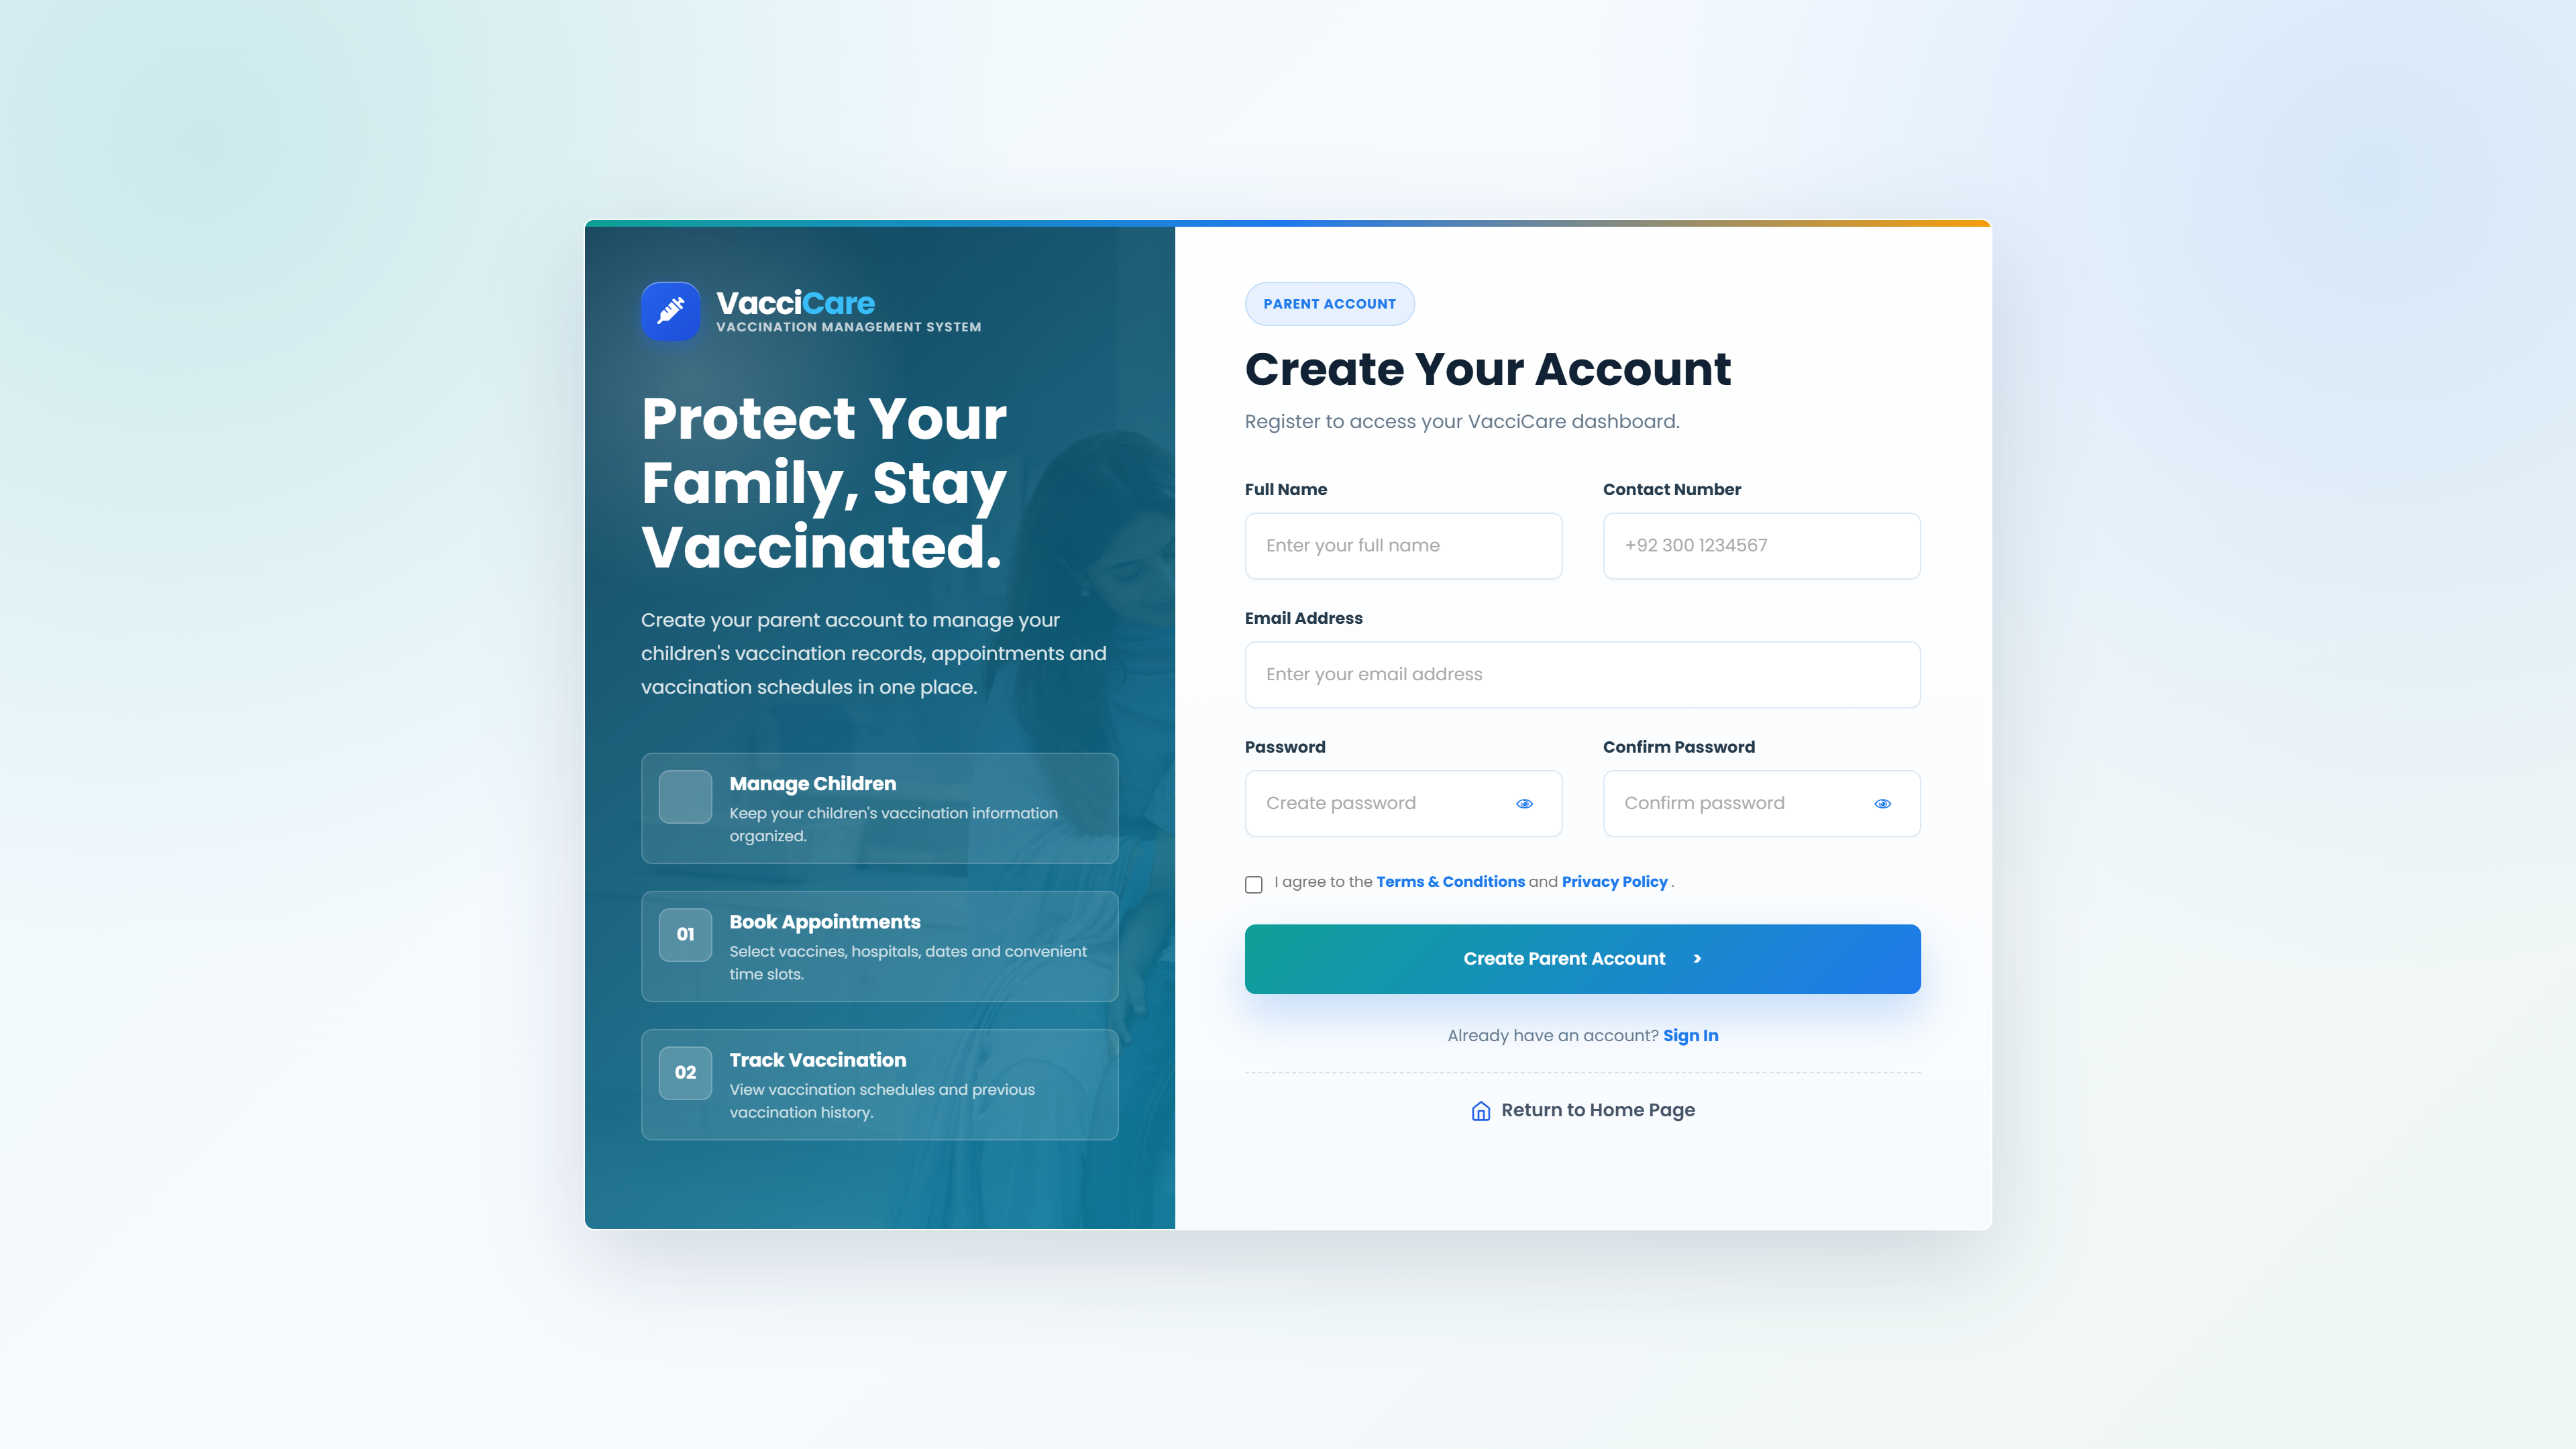 VacciCare
VACCINATION MANAGEMENT SYSTEM
Protect Your
Family, Stay
Vaccinated.
Create your parent account to manage your
children's vaccination records, appointments and
vaccination schedules in one place.
Manage Children
Keep your children's vaccination information
organized.
01
Book Appointments
Select vaccines, hospitals, dates and convenient
time slots.
02
Track Vaccination
View vaccination schedules and previous
vaccination history.
PARENT ACCOUNT
Create Your Account
Register to access your VacciCare dashboard.
Full Name
Contact Number
Enter your full name
+92 300 1234567
Email Address
Enter your email address
Password
Confirm Password
Create password
Confirm password
I agree to the Terms & Conditions and Privacy Policy .
Create Parent Account ›
Already have an account? Sign In
Return to Home Page